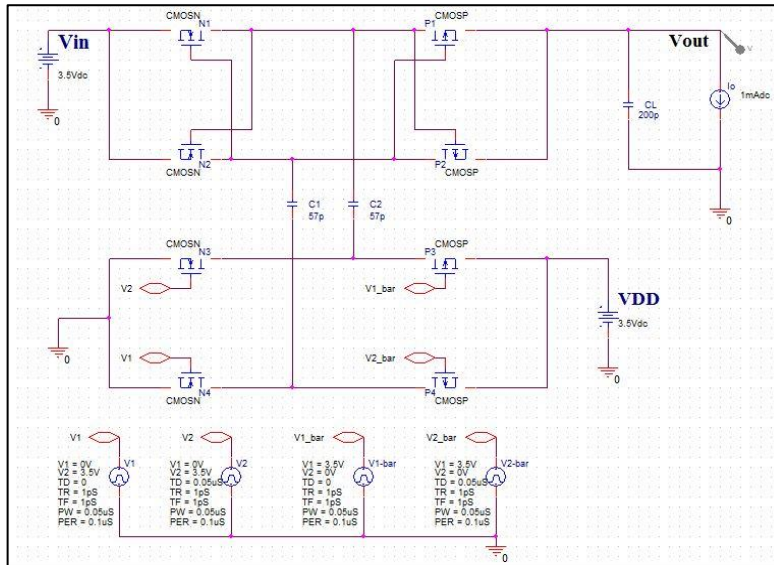 CMOSN
N1
P1
CMOSP
Vin
Vout
V
3.5Vdc
Io
1mAdc
CL
200p
0
N2
CMOSN
P2
CMOSP
0
C1
57p
C2
57p
CMOSN
N3
P3
CMOSP
V2
V1_bar
VDD
3.5Vdc
0
V1
V2_bar
0
N4
CMOSN
P4
CMOSP
V1
V2
V1_bar
V2_bar
V1 = 0V
V2 = 3.5V
TD = 0
TR = 1pS
TF = 1pS
PW = 0.05uS
PER = 0.1uS
V1
V1 = 0V
V2 = 3.5V
TD = 0.05uS
TR = 1pS
TF = 1pS
PW = 0.05uS
PER = 0.1uS
V2
V1 = 3.5V
V2 = 0V
TD = 0
TR = 1pS
TF = 1pS
PW = 0.05uS
PER = 0.1uS
V1-bar
V1 = 3.5V
V2 = 0V
TD = 0.05uS
TR = 1pS
TF = 1pS
PW = 0.05uS
PER = 0.1uS
V2-bar
0